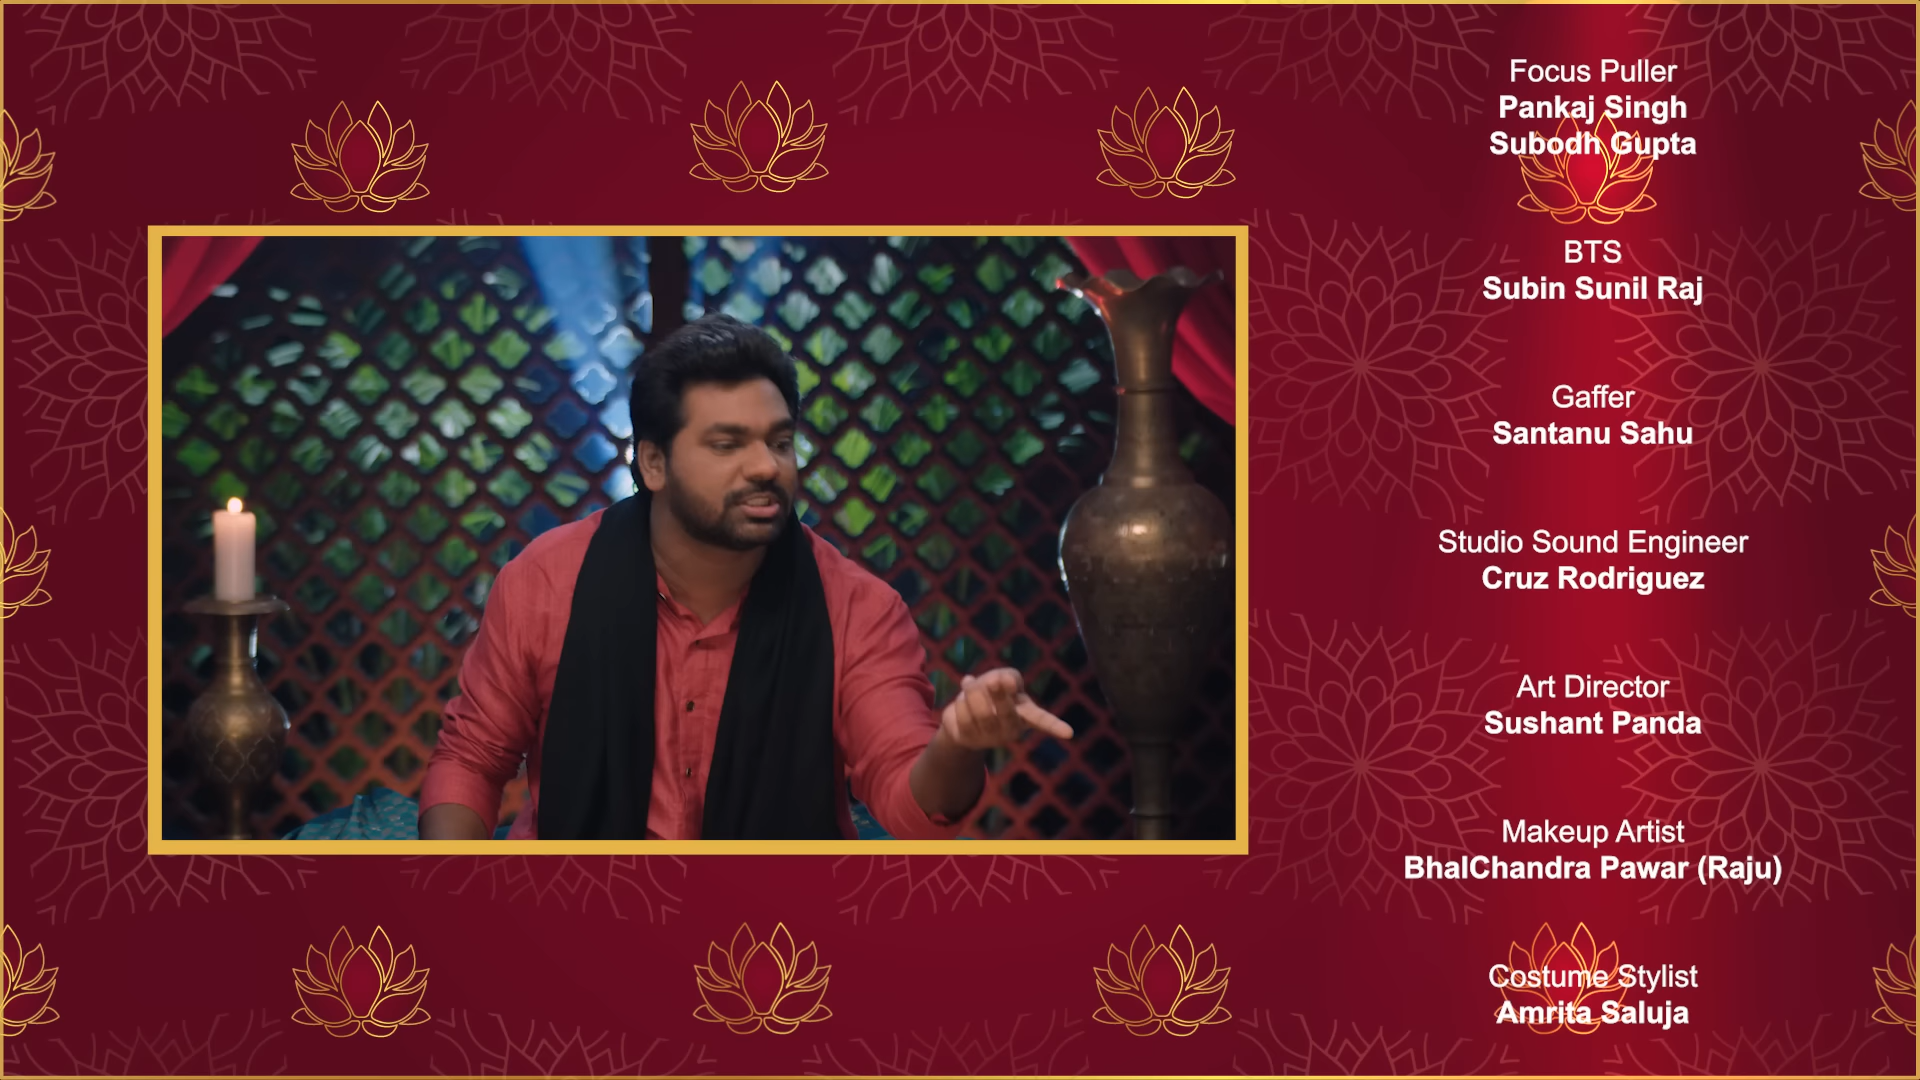 Focus Puller
Pankaj Singh
Subodh Gupta
BTS
Subin Sunil Raj
Gaffer
Santanu Sahu
Studio Sound Engineer
Cruz Rodriguez
Art Director
Sushant Panda
Makeup Artist
BhalChandra Pawar (Raju)
Costume Stylist
Amrita Saluja